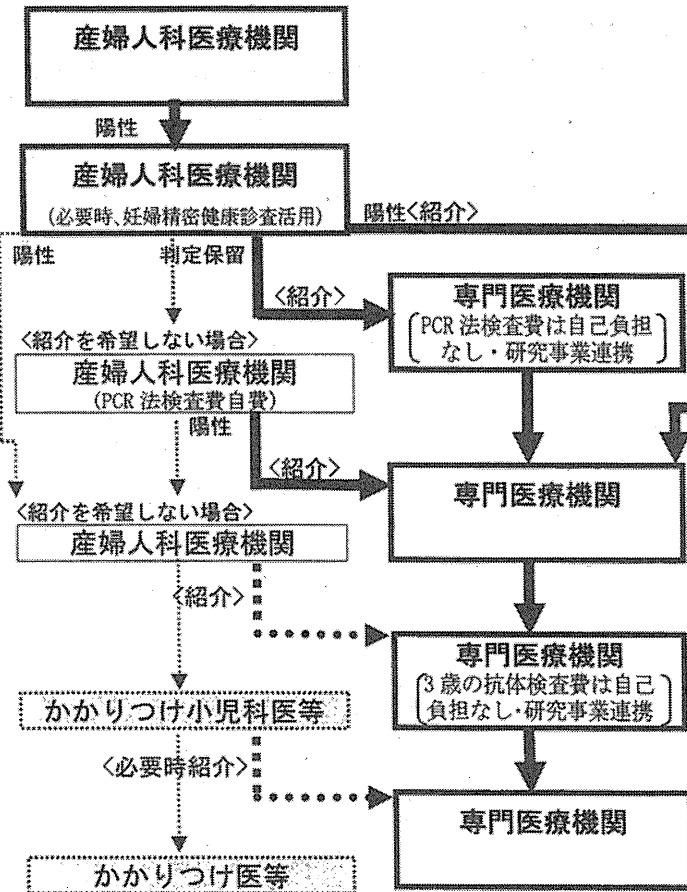 産婦人科医療機関
陽性
産婦人科医療機関
(必要時、妊婦精密健康診査活用)
陽性<紹介>
陽性
判定保留
<紹介>
専門医療機関
PCR 法検査費は自己負担
なし・研究事業連携
<紹介を希望しない場合>
産婦人科医療機関
(PCR 法検査費自費)
陽性
<紹介>
専門医療機関
<紹介を希望しない場合>
産婦人科医療機関
<紹介>
専門医療機関
3 歳の抗体検査費は自己
負担なし・研究事業連携
かかりつけ小児科医等
<必要時紹介>
専門医療機関
かかりつけ医等